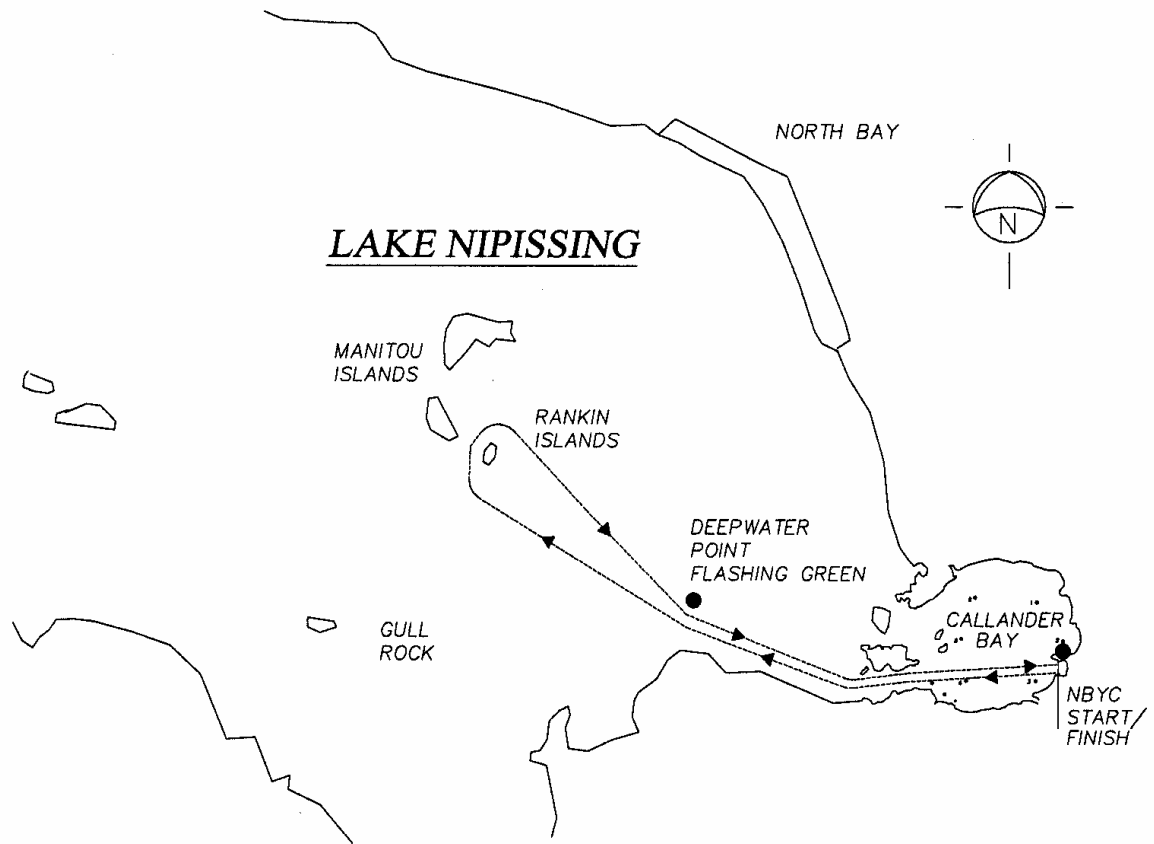 NORTH BAY
N
LAKE NIPISSING
MANITOU
ISLANDS
RANKIN
ISLANDS
DEEPWATER
POINT
FLASHING GREEN
GULL
ROCK
CALLANDER
BAY
NBYC
START/
FINISH